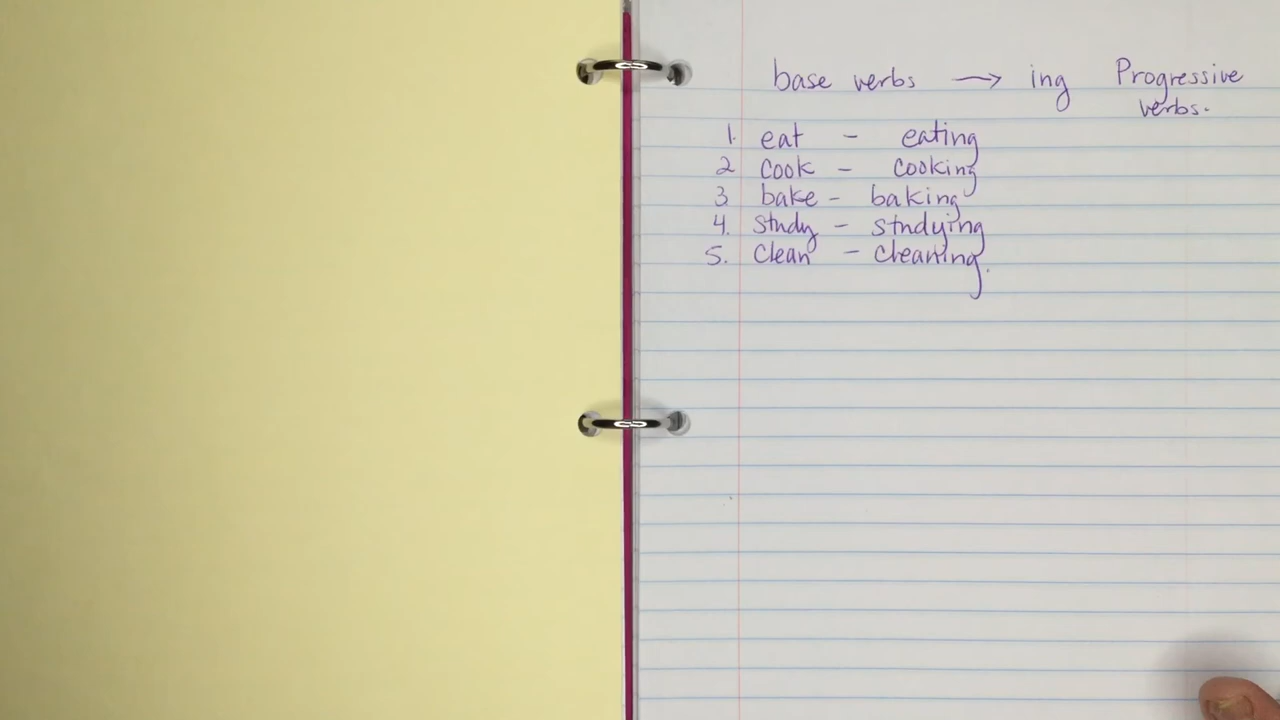 base verbs → ing Progressive
verbs.
1. eat - eating
2 cook - cooking
3 bake - baking
4. study - studying
5. clean - cleaning.